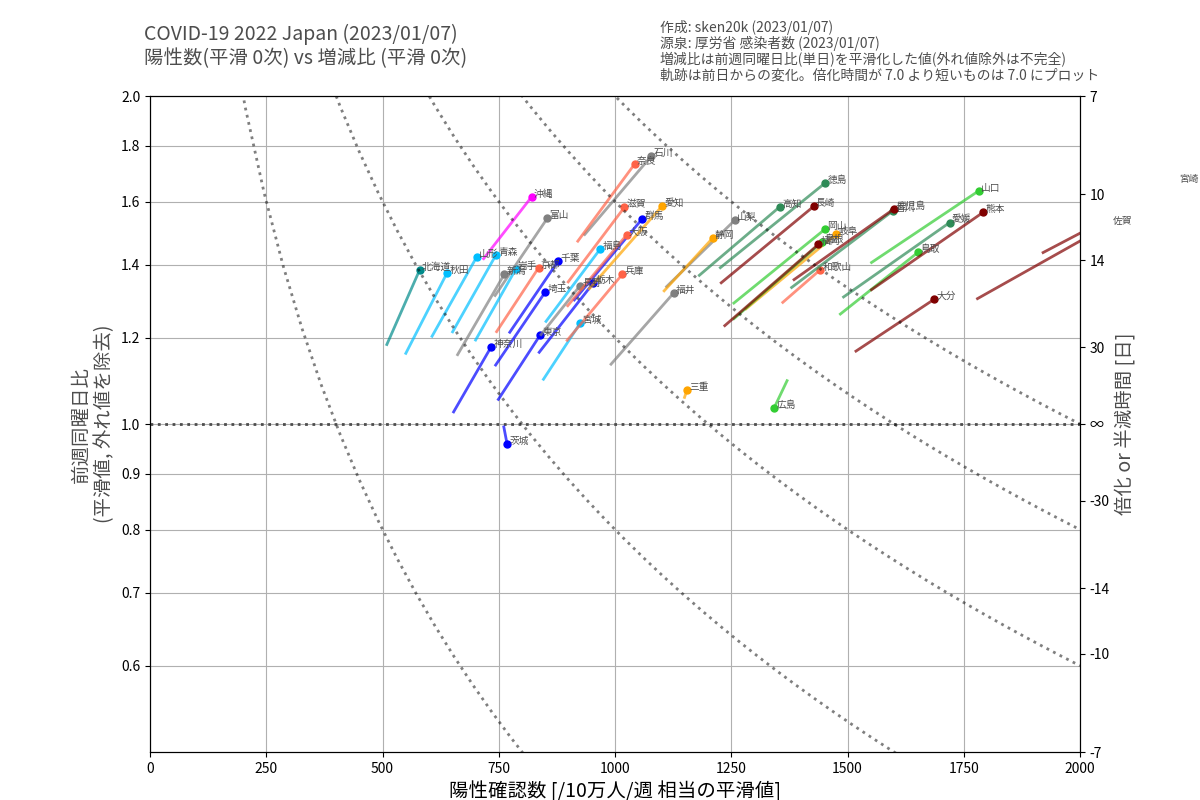 COVID-19 2022 Japan (2023/01/07)
陽性数(平滑 0次) vs 増減比 (平滑 0次)
作成: sken20k (2023/01/07)
源泉: 厚労省 感染者数 (2023/01/07)
増減比は前週同曜日比(単日)を平滑化した値(外れ値除外は不完全)
軌跡は前日からの変化。倍化時間が 7.0 より短いものは 7.0 にプロット
2.0
1.8
1.6
1.4
1.2
1.0
0.9
0.8
0.7
0.6
前週同曜日比
(平滑値, 外れ値を除去)
7
10
14
30
∞
-30
-14
-10
-7
倍化 or 半減時間 [日]
宮崎
佐賀
石川
奈良
徳島
山口
沖縄
滋賀
愛知
高知
長崎
鹿児島
熊本
富山
群馬
山梨
愛媛
岡山
岐阜
静岡
大阪
島根
福島
鳥取
山形
青森
千葉
北海道
秋田
新潟
岩手
兵庫
和歌山
栃木
埼玉
福井
大分
宮城
東京
神奈川
三重
広島
茨城
0
250
500
750
1000
1250
1500
1750
2000
陽性確認数 [/10万人/週 相当の平滑値]